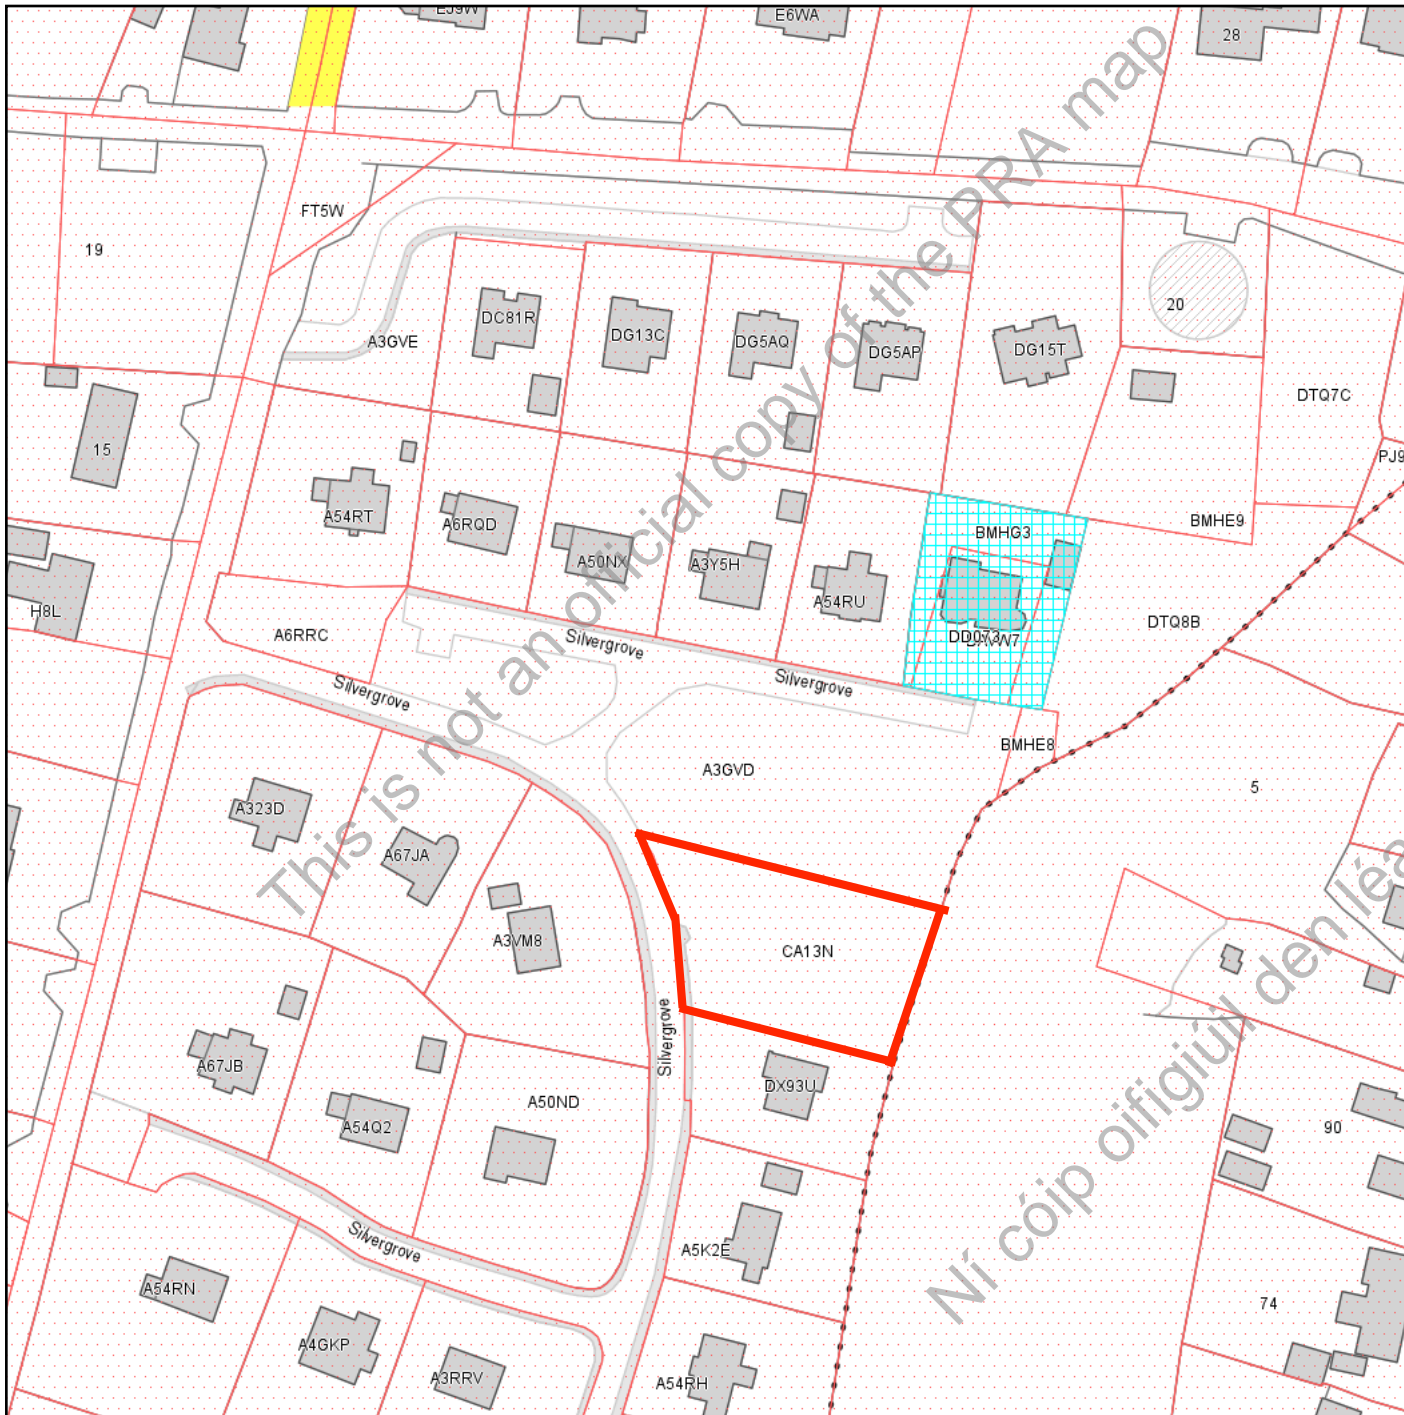 EJ9W
E6WA
28
FT5W
19
20
A3GVE
DC81R
DG13C
DG5AQ
DG5AP
DG15T
DTQ7C
15
PJ9
A54RT
A6RQD
A50NX
A3Y5H
A54RU
BMHG3
BMHE9
H8L
A6RRC
Silvergrove
DD073
DTQ8B
Silvergrove
Silvergrove
BMHE8
A3GVD
5
A323D
A67JA
A3VM8
CA13N
Silvergrove
A67JB
A54Q2
A50ND
DX93U
90
Silvergrove
A5K2E
A54RN
74
A4GKP
A3RRV
A54RH
This is not an official copy of the PRA map
Ní cóip oifigiúil den léa